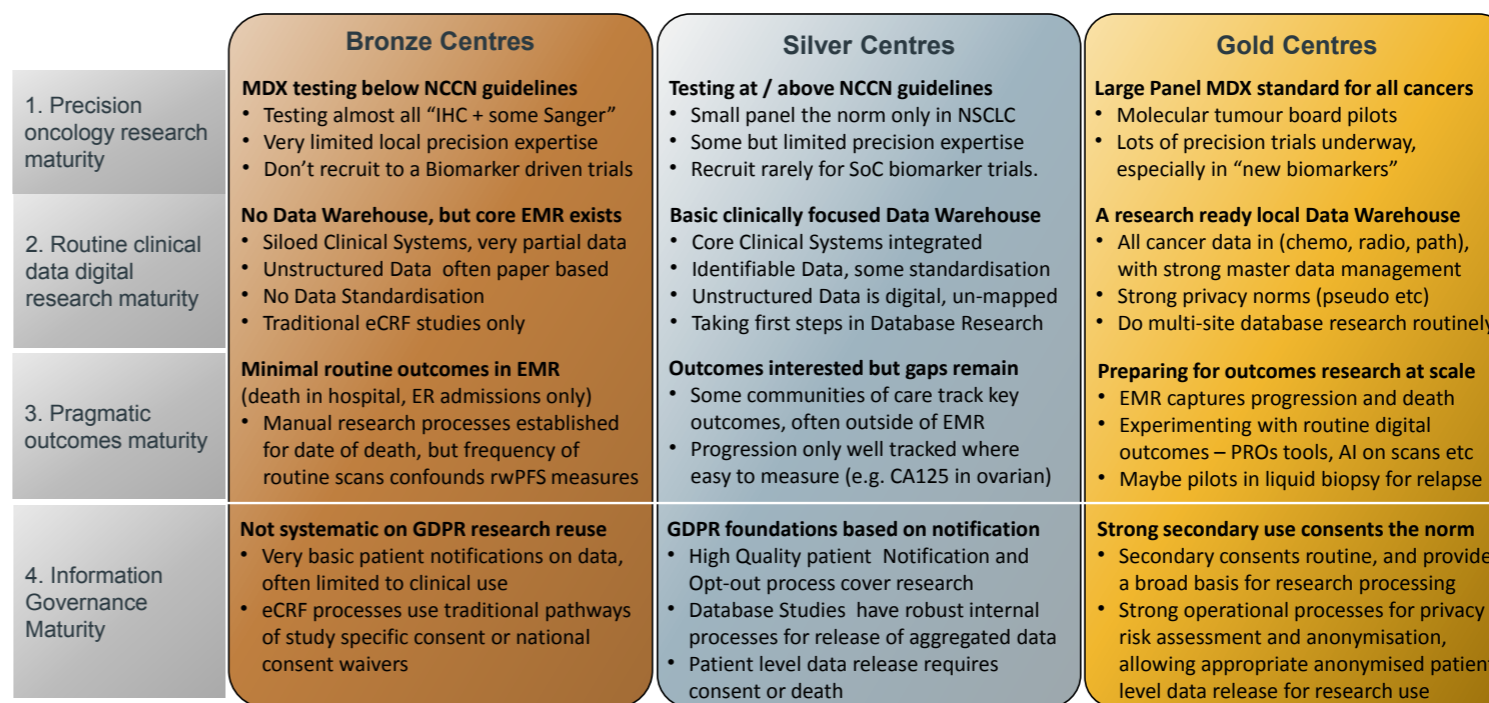 Bronze Centres
Silver Centres
Gold Centres
1. Precision
oncology research
maturity
MDX testing below NCCN guidelines
• Testing almost all “IHC + some Sanger”
• Very limited local precision expertise
• Don’t recruit to a Biomarker driven trials
Testing at / above NCCN guidelines
• Small panel the norm only in NSCLC
• Some but limited precision expertise
• Recruit rarely for SoC biomarker trials.
Large Panel MDX standard for all cancers
• Molecular tumour board pilots
• Lots of precision trials underway,
especially in “new biomarkers”
2. Routine clinical
data digital
research maturity
No Data Warehouse, but core EMR exists
• Siloed Clinical Systems, very partial data
• Unstructured Data often paper based
• No Data Standardisation
• Traditional eCRF studies only
Basic clinically focused Data Warehouse
• Core Clinical Systems integrated
• Identifiable Data, some standardisation
• Unstructured Data is digital, un-mapped
• Taking first steps in Database Research
A research ready local Data Warehouse
• All cancer data in (chemo, radio, path),
with strong master data management
• Strong privacy norms (pseudo etc)
• Do multi-site database research routinely
3. Pragmatic
outcomes maturity
Minimal routine outcomes in EMR
(death in hospital, ER admissions only)
• Manual research processes established
for date of death, but frequency of
routine scans confounds rwPFS measures
Outcomes interested but gaps remain
• Some communities of care track key
outcomes, often outside of EMR
• Progression only well tracked where
easy to measure (e.g. CA125 in ovarian)
Preparing for outcomes research at scale
• EMR captures progression and death
• Experimenting with routine digital
outcomes – PROs tools, AI on scans etc
• Maybe pilots in liquid biopsy for relapse
4. Information
Governance
Maturity
Not systematic on GDPR research reuse
• Very basic patient notifications on data,
often limited to clinical use
• eCRF processes use traditional pathways
of study specific consent or national
consent waivers
GDPR foundations based on notification
• High Quality patient Notification and
Opt-out process cover research
• Database Studies have robust internal
processes for release of aggregated data
• Patient level data release requires
consent or death
Strong secondary use consents the norm
• Secondary consents routine, and provide
a broad basis for research processing
• Strong operational processes for privacy
risk assessment and anonymisation,
allowing appropriate anonymised patient
level data release for research use